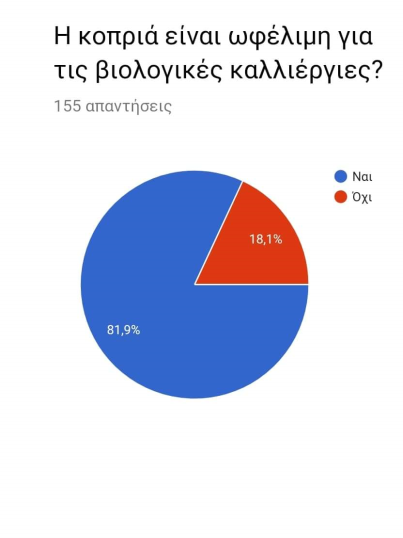 Η κοπριά είναι ωφέλιμη για
τις βιολογικές καλλιέργιες?
155 απαντήσεις
Ναι
Όχι
18,1%
81,9%